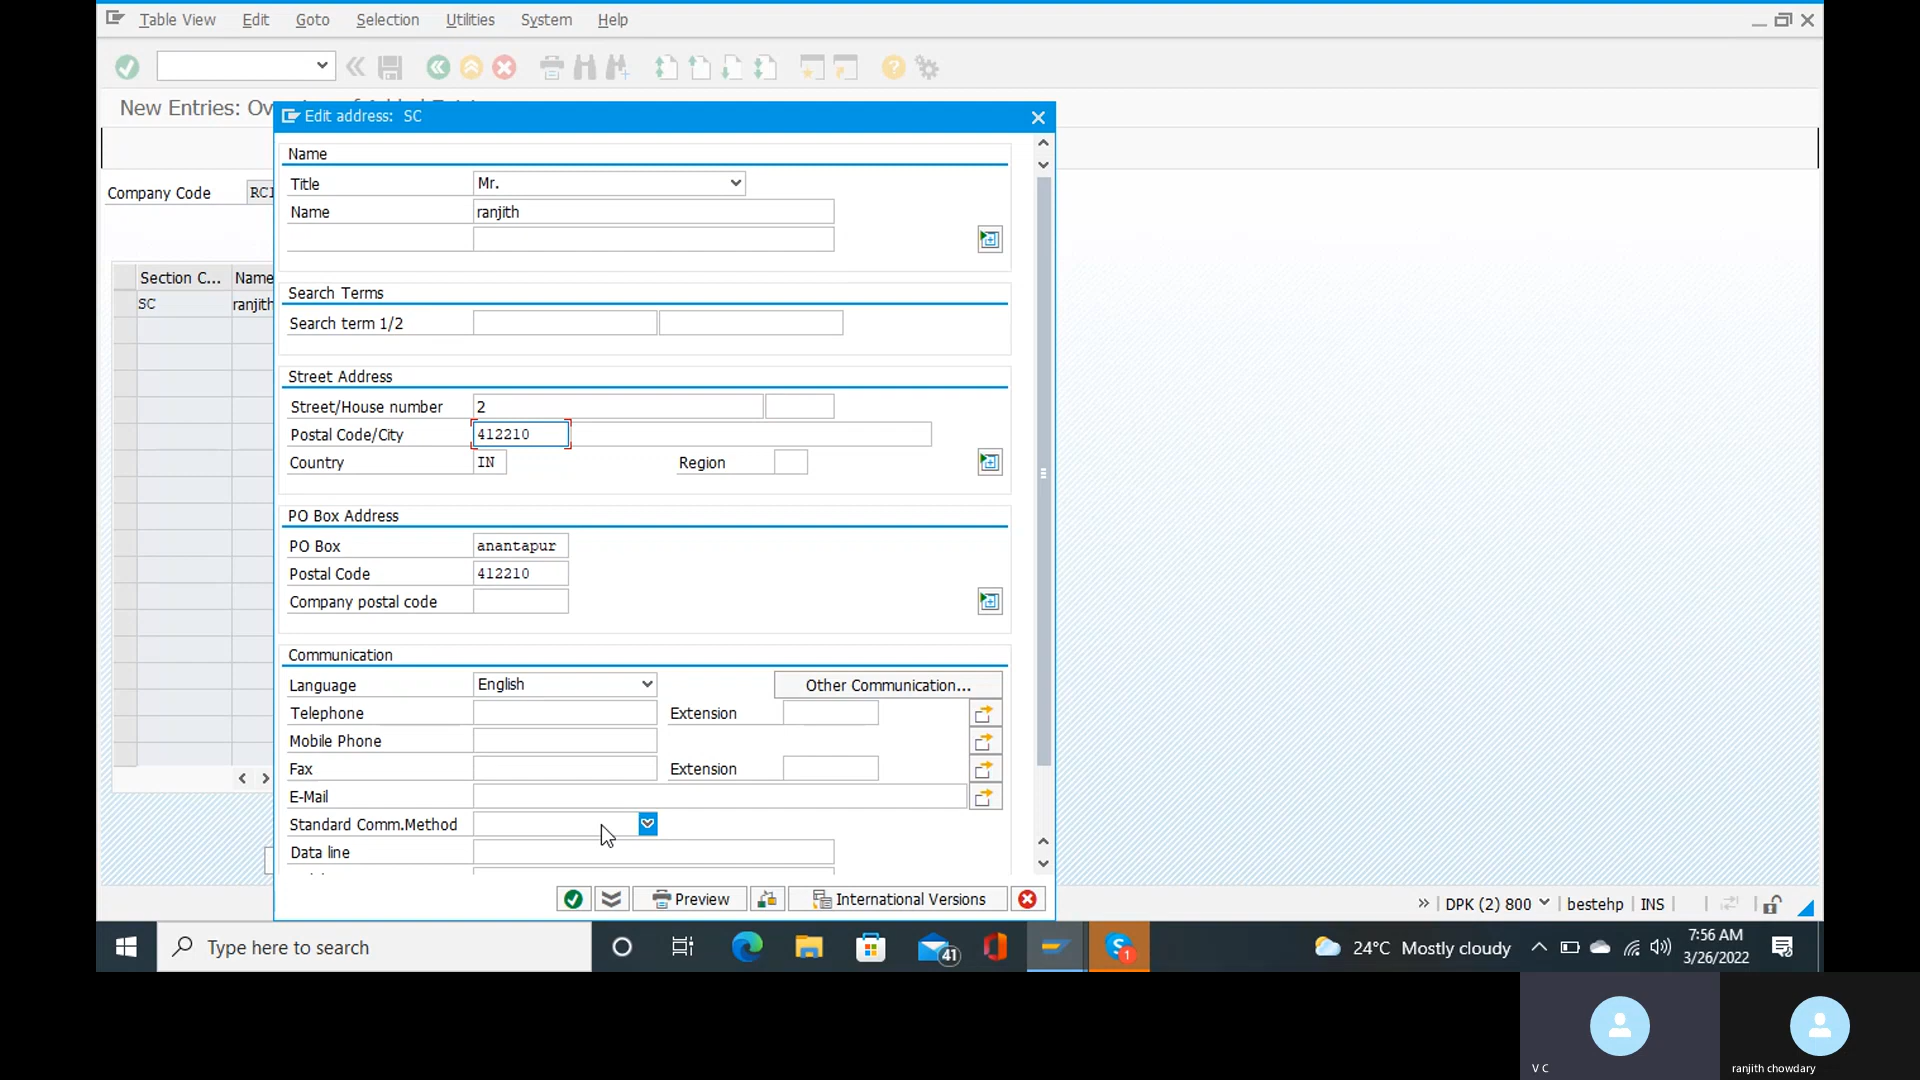 Table View Edit Goto Selection Utilities System Help
New Entries: Ov
Edit address: SC
Name
Company Code RC1
Title Mr.
Name ranjith
Section C... Name
SC ranjith
Search Terms
Search term 1/2
Street Address
Street/House number 2
Postal Code/City 412210
Country IN Region
PO Box Address
PO Box anantapur
Postal Code 412210
Company postal code
Communication
Language English Other Communication...
Telephone Extension
Mobile Phone
Fax Extension
E-Mail
Standard Comm.Method
Data line
Preview International Versions
DPK (2) 800 bestehp INS
Type here to search
41
1
24°C Mostly cloudy
7:56 AM
3/26/2022
V C
ranjith chowdary